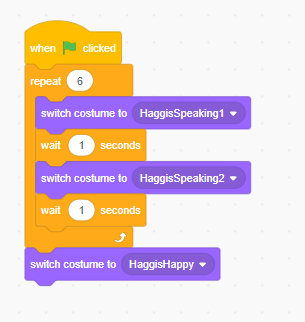 when clicked
repeat 6
switch costume to HaggisSpeaking1
wait 1 seconds
switch costume to HaggisSpeaking2
wait 1 seconds
switch costume to HaggisHappy